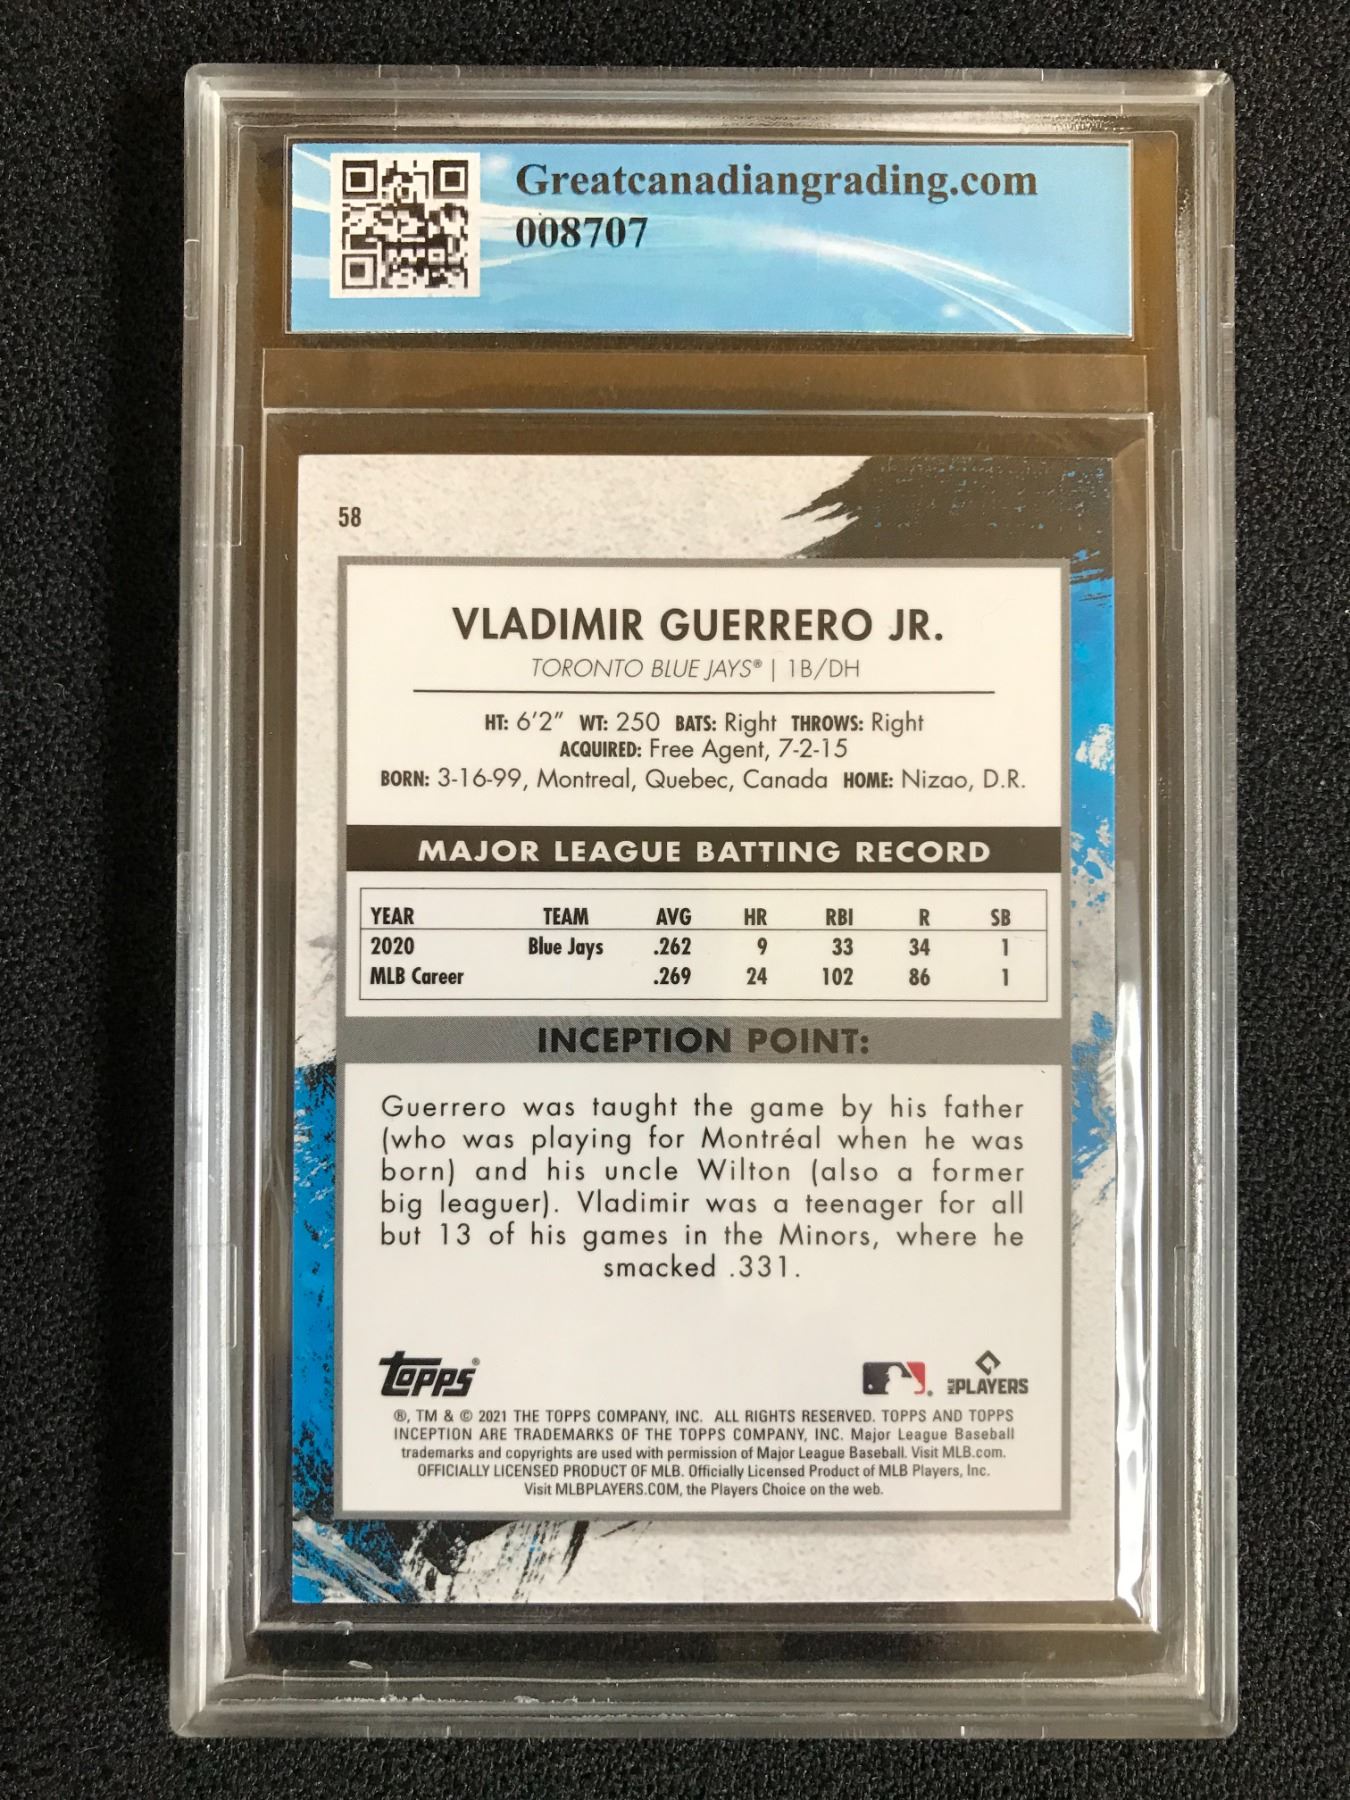 Greatcanadiangrading.com
008707
58
VLADIMIR GUERRERO JR.
TORONTO BLUE JAYS® | 1B/DH
HT: 6'2" WT: 250 BATS: Right THROWS: Right
ACQUIRED: Free Agent, 7-2-15
BORN: 3-16-99, Montreal, Quebec, Canada HOME: Nizao, D.R.
MAJOR LEAGUE BATTING RECORD
YEAR TEAM AVG HR RBI R SB
2020 Blue Jays .262 9 33 34 1
MLB Career .269 24 102 86 1
INCEPTION POINT:
Guerrero was taught the game by his father
(who was playing for Montréal when he was
born) and his uncle Wilton (also a former
big leaguer). Vladimir was a teenager for all
but 13 of his games in the Minors, where he
smacked .331.
Topps® MLB PLAYERS
®, TM & © 2021 THE TOPPS COMPANY, INC. ALL RIGHTS RESERVED. TOPPS AND TOPPS
INCEPTION ARE TRADEMARKS OF THE TOPPS COMPANY, INC. Major League Baseball
trademarks and copyrights are used with permission of Major League Baseball. Visit MLB.com.
OFFICIALLY LICENSED PRODUCT OF MLB. Officially Licensed Product of MLB Players, Inc.
Visit MLBPLAYERS.COM, the Players Choice on the web.